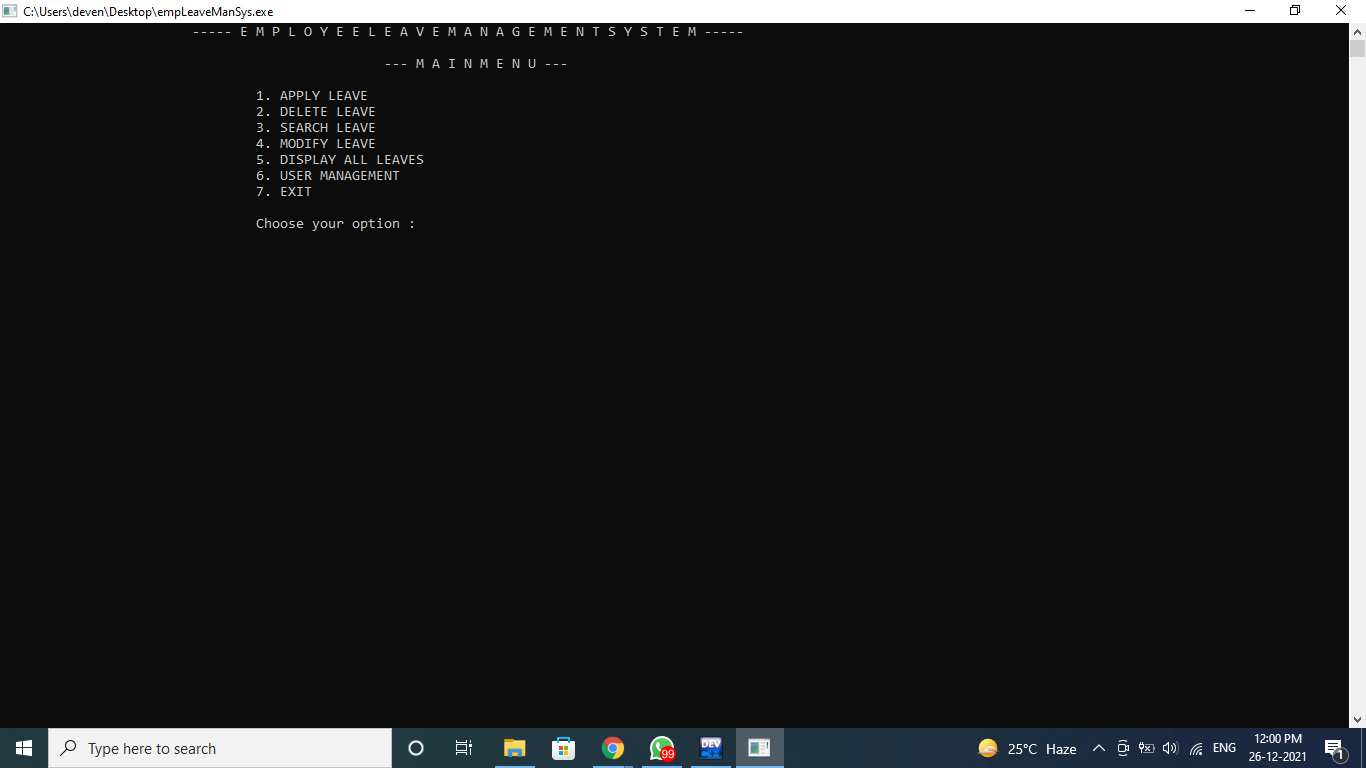 C:\Users\deven\Desktop\empLeaveManSys.exe
----- E M P L O Y E E L E A V E M A N A G E M E N T S Y S T E M -----
--- M A I N M E N U ---
1. APPLY LEAVE
2. DELETE LEAVE
3. SEARCH LEAVE
4. MODIFY LEAVE
5. DISPLAY ALL LEAVES
6. USER MANAGEMENT
7. EXIT
Choose your option :
Type here to search
99
DEV
C++
25°C Haze
ENG
12:00 PM
26-12-2021
1